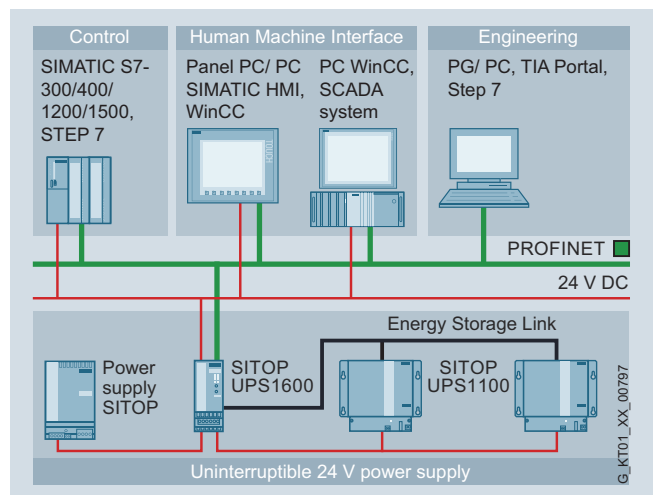 Control
SIMATIC S7-
300/400/
1200/1500,
STEP 7
Human Machine Interface
Panel PC/ PC
SIMATIC HMI,
WinCC
PC WinCC,
SCADA
system
Engineering
PG/ PC, TIA Portal,
Step 7
TOUCH
PROFINET
24 V DC
Energy Storage Link
Power
supply
SITOP
SITOP
UPS1600
SITOP
UPS1100
Uninterruptible 24 V power supply
G_KT01_XX_00797